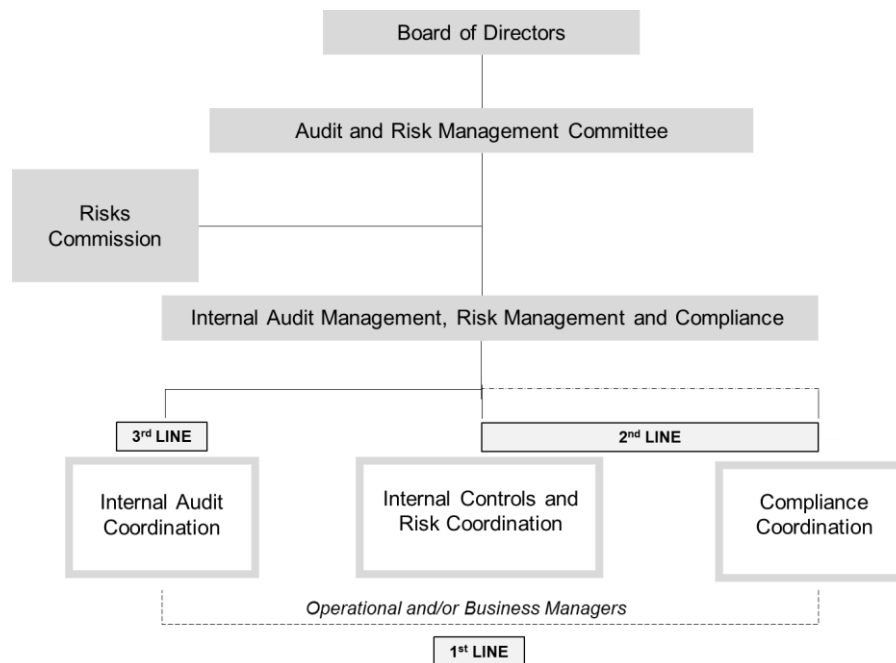 Board of Directors
Audit and Risk Management Committee
Risks
Commission
Internal Audit Management, Risk Management and Compliance
3rd LINE
2nd LINE
Internal Audit
Coordination
Internal Controls and
Risk Coordination
Compliance
Coordination
Operational and/or Business Managers
1st LINE